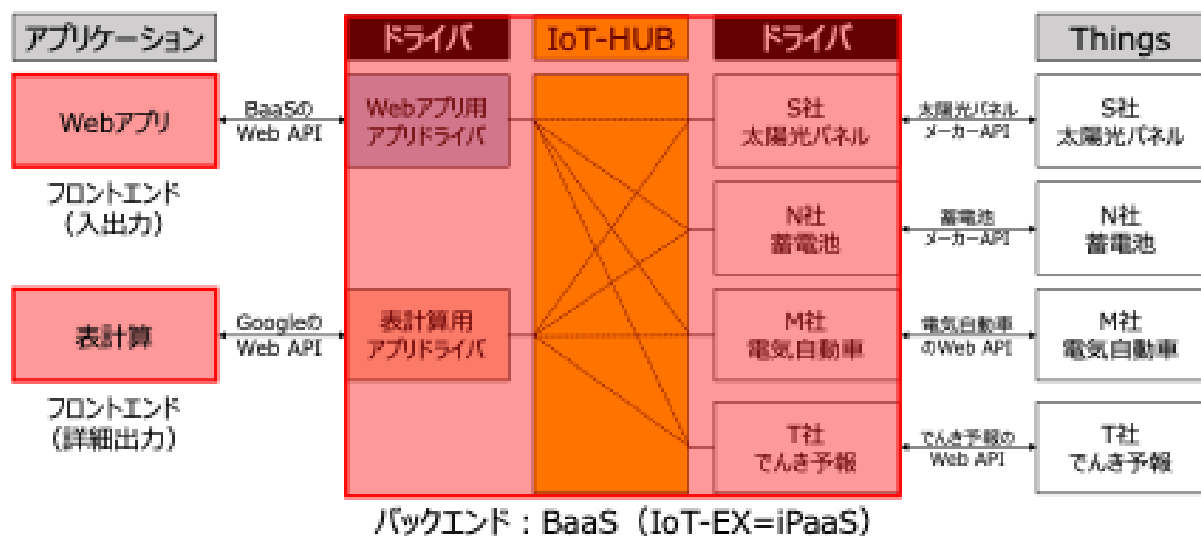 アプリケーション
ドライバ
IoT-HUB
ドライバ
Things
Webアプリ
BaaSの
Web API
Webアプリ用
アプリドライバ
S社
太陽光パネル
太陽光パネル
メーカーAPI
S社
太陽光パネル
フロントエンド
（入出力）
N社
蓄電池
蓄電池
メーカーAPI
N社
蓄電池
表計算
Googleの
Web API
表計算用
アプリドライバ
M社
電気自動車
電気自動車
のWeb API
M社
電気自動車
フロントエンド
（詳細出力）
T社
でんき予報
でんき予報の
Web API
T社
でんき予報
バックエンド：BaaS（IoT-EX=iPaaS）